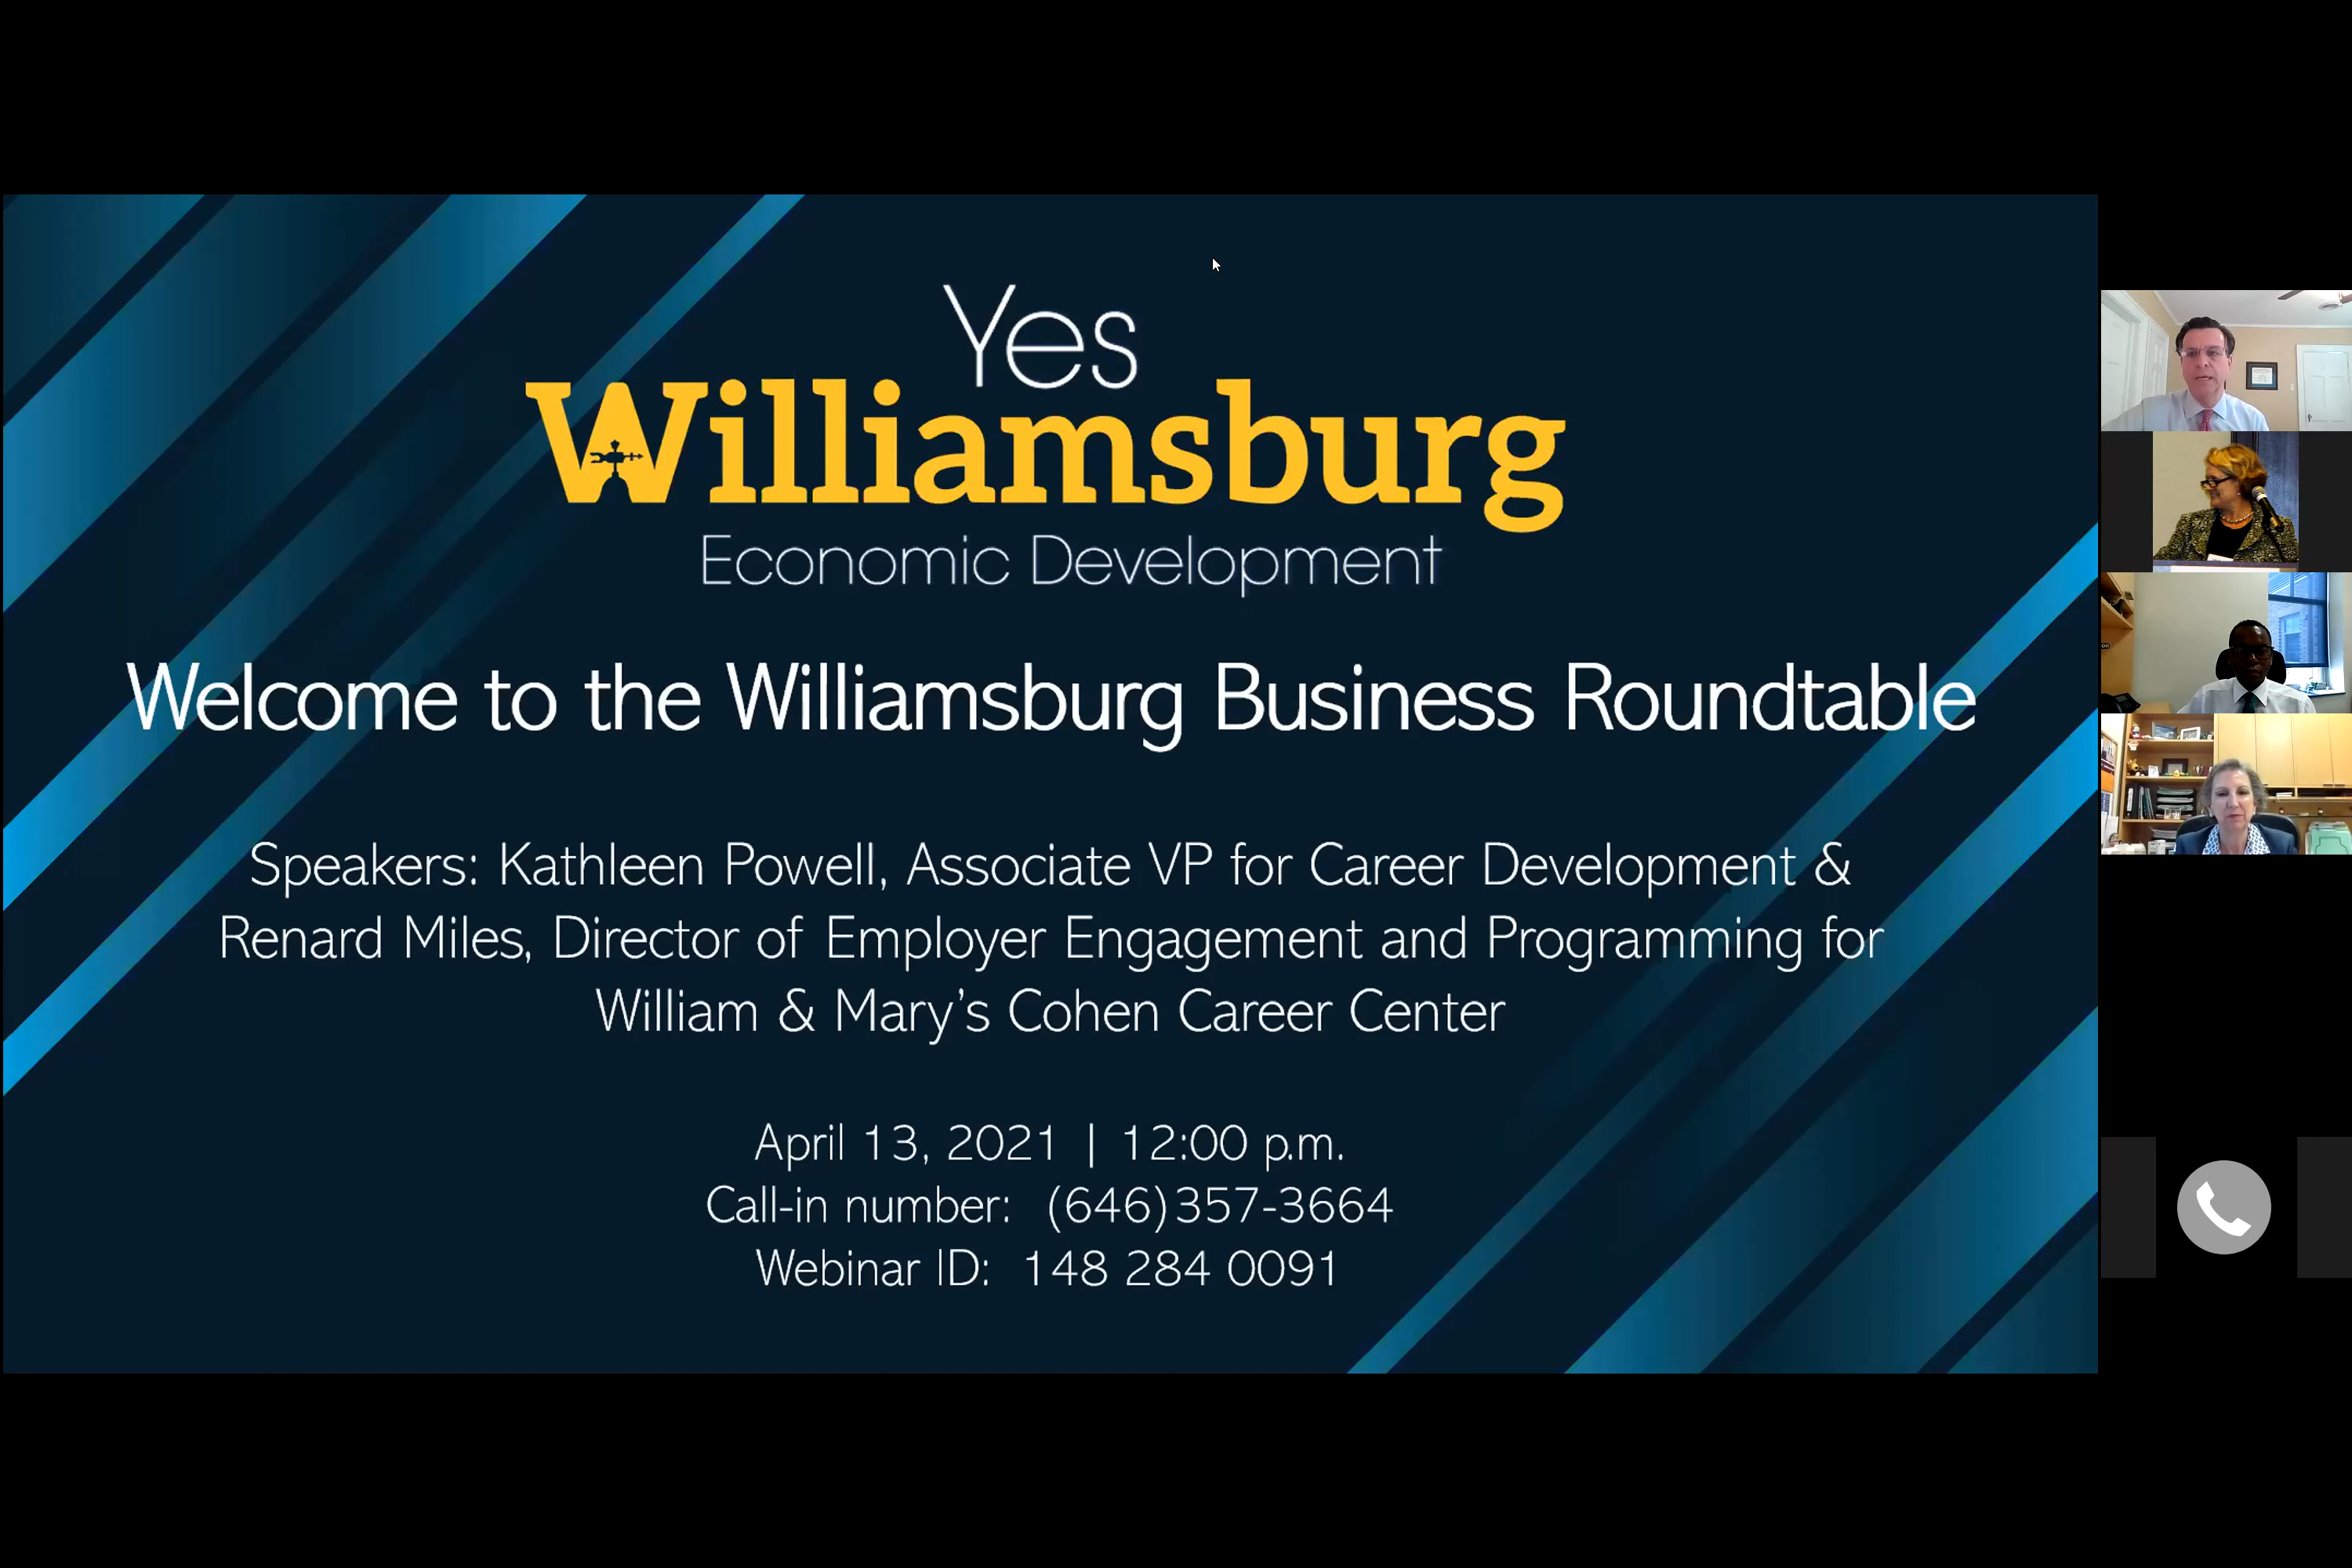 Yes
Williamsburg
Economic Development
Welcome to the Williamsburg Business Roundtable
Speakers: Kathleen Powell, Associate VP for Career Development &
Renard Miles, Director of Employer Engagement and Programming for
William & Mary’s Cohen Career Center
April 13, 2021 | 12:00 p.m.
Call-in number: (646)357-3664
Webinar ID: 148 284 0091